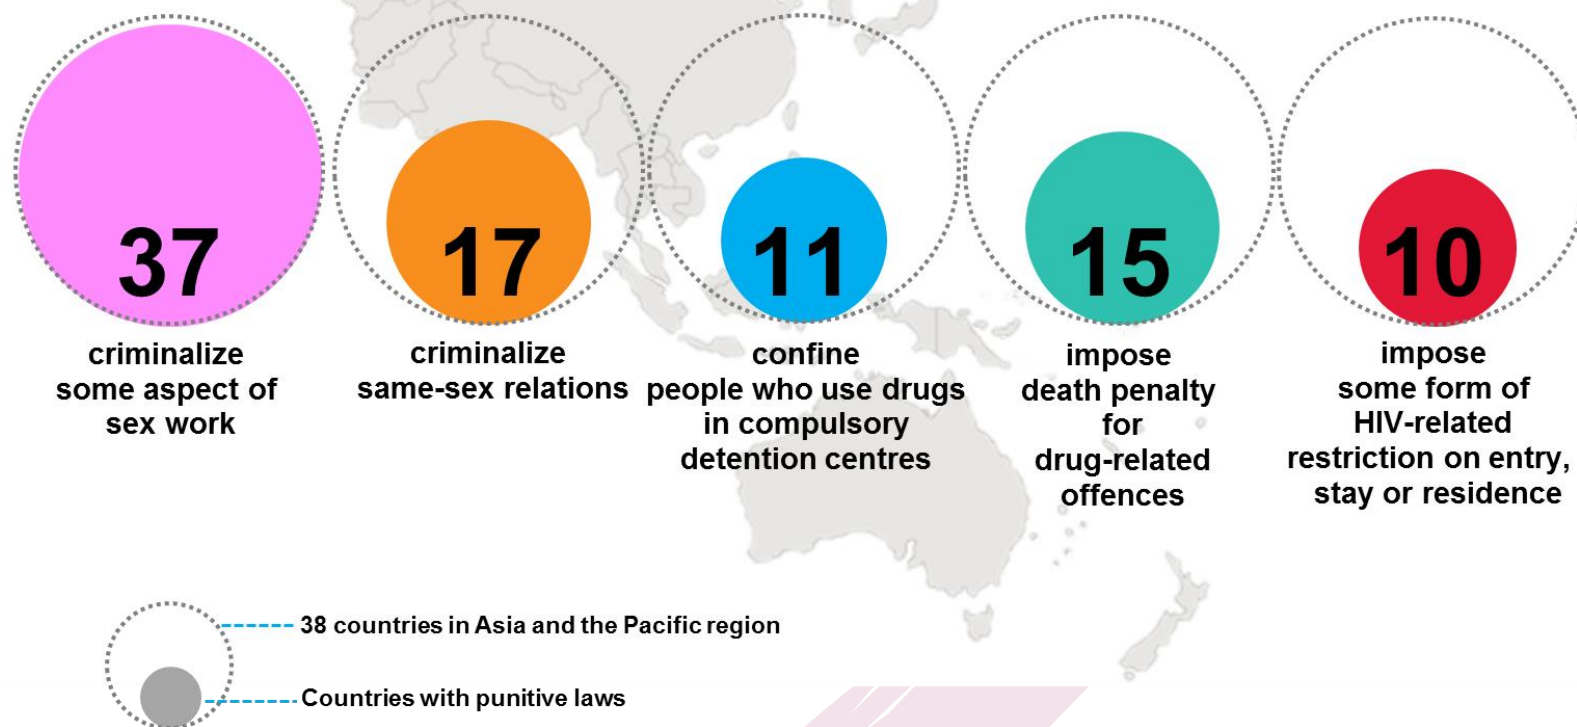 37
criminalize
some aspect of
sex work
17
criminalize
same-sex relations
11
confine
people who use drugs
in compulsory
detention centres
15
impose
death penalty
for
drug-related
offences
10
impose
some form of
HIV-related
restriction on entry,
stay or residence
38 countries in Asia and the Pacific region
Countries with punitive laws